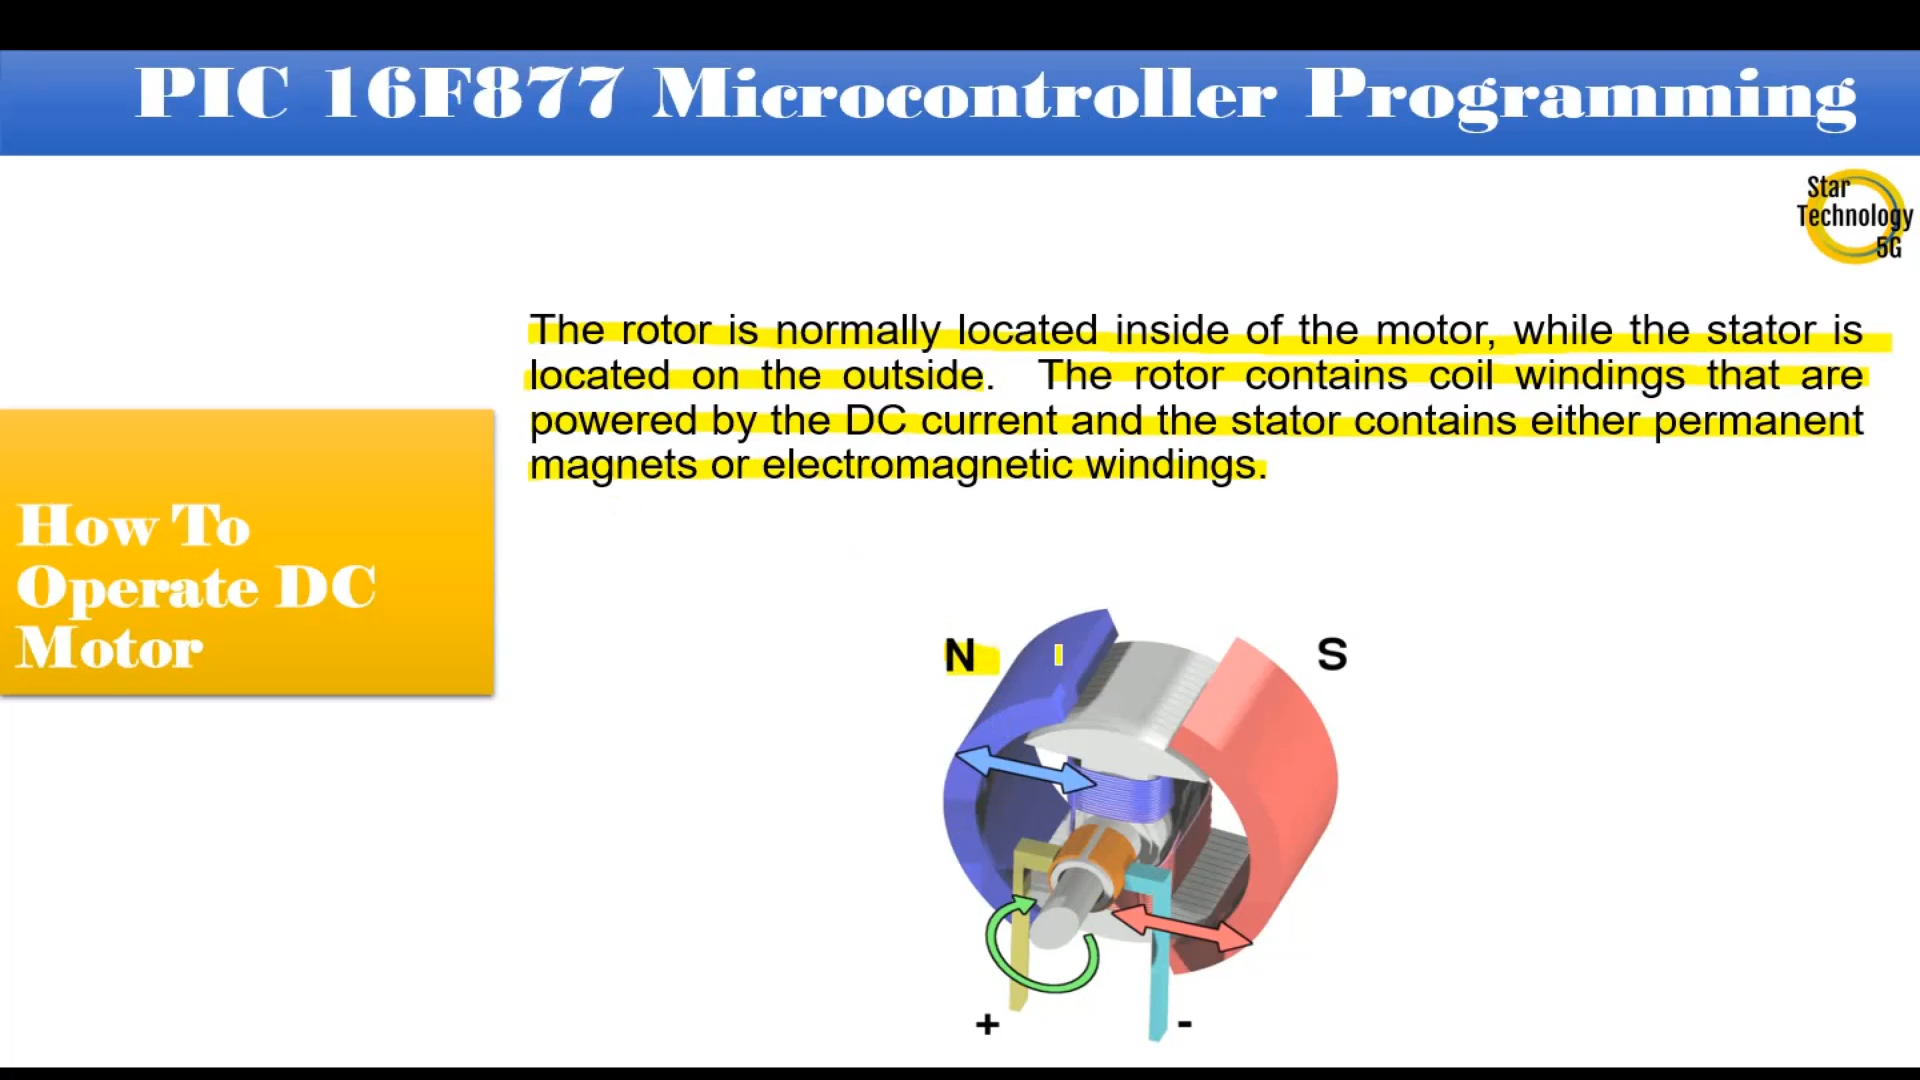 PIC 16F877 Microcontroller Programming
Star
Technology
5G
The rotor is normally located inside of the motor, while the stator is
located on the outside. The rotor contains coil windings that are
powered by the DC current and the stator contains either permanent
magnets or electromagnetic windings.
How To
Operate DC
Motor
N
S
+
-